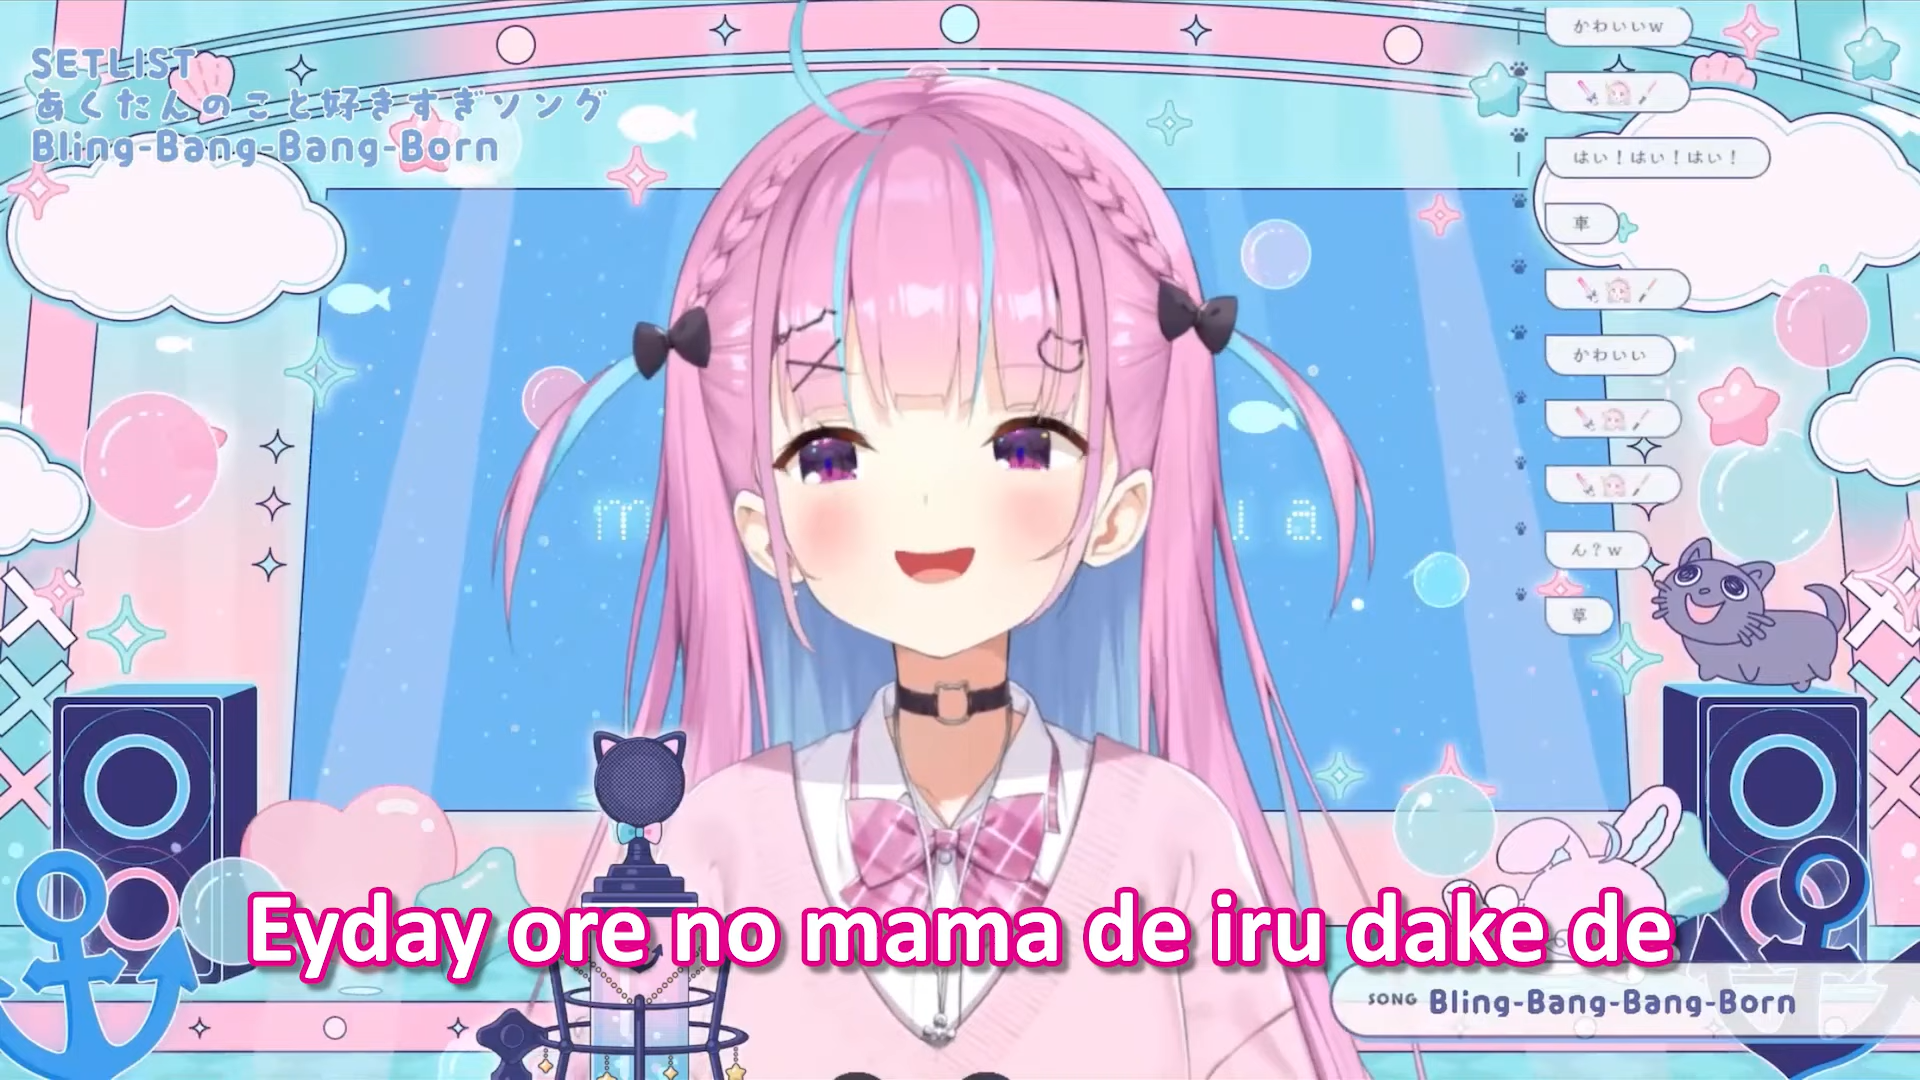 SETLIST
あくたんのこと好きすぎソング
Bling-Bang-Bang-Born
かわいいw
はい！はい！はい！
車
かわいい
ん？w
草
Eyday ore no mama de iru dake de
SONG Bling-Bang-Bang-Born